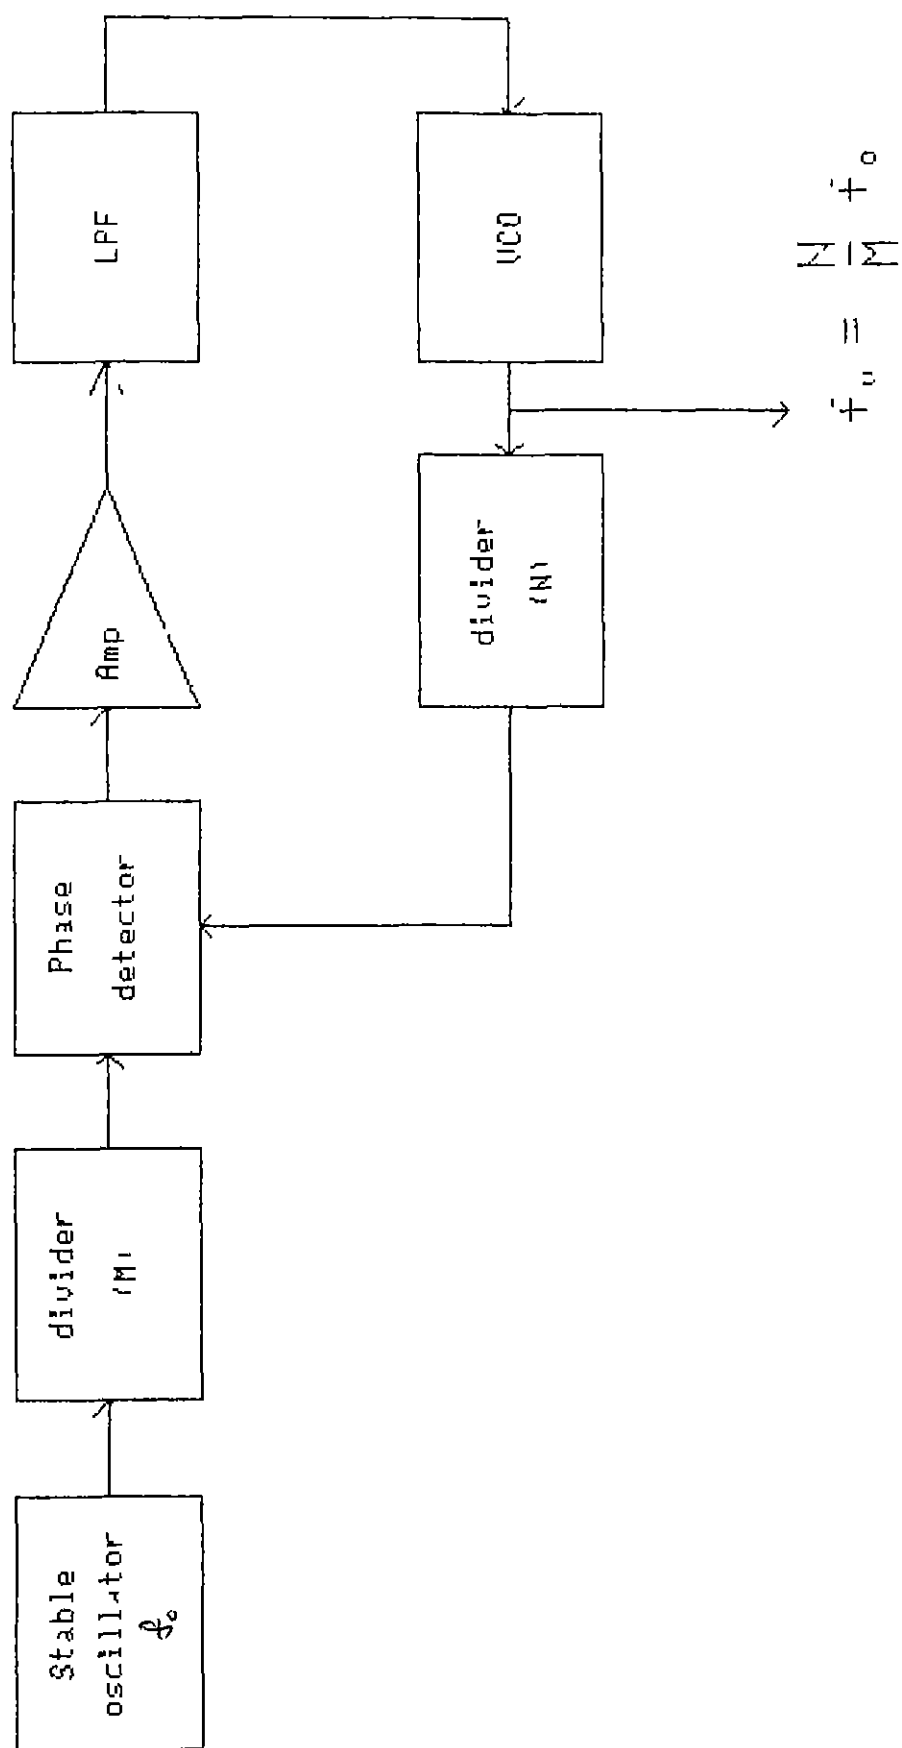 Stable
oscillator
f₀
divider
(M)
Phase
detector
Amp
LPF
VCO
divider
(N)
fᵤ = N/M f₀